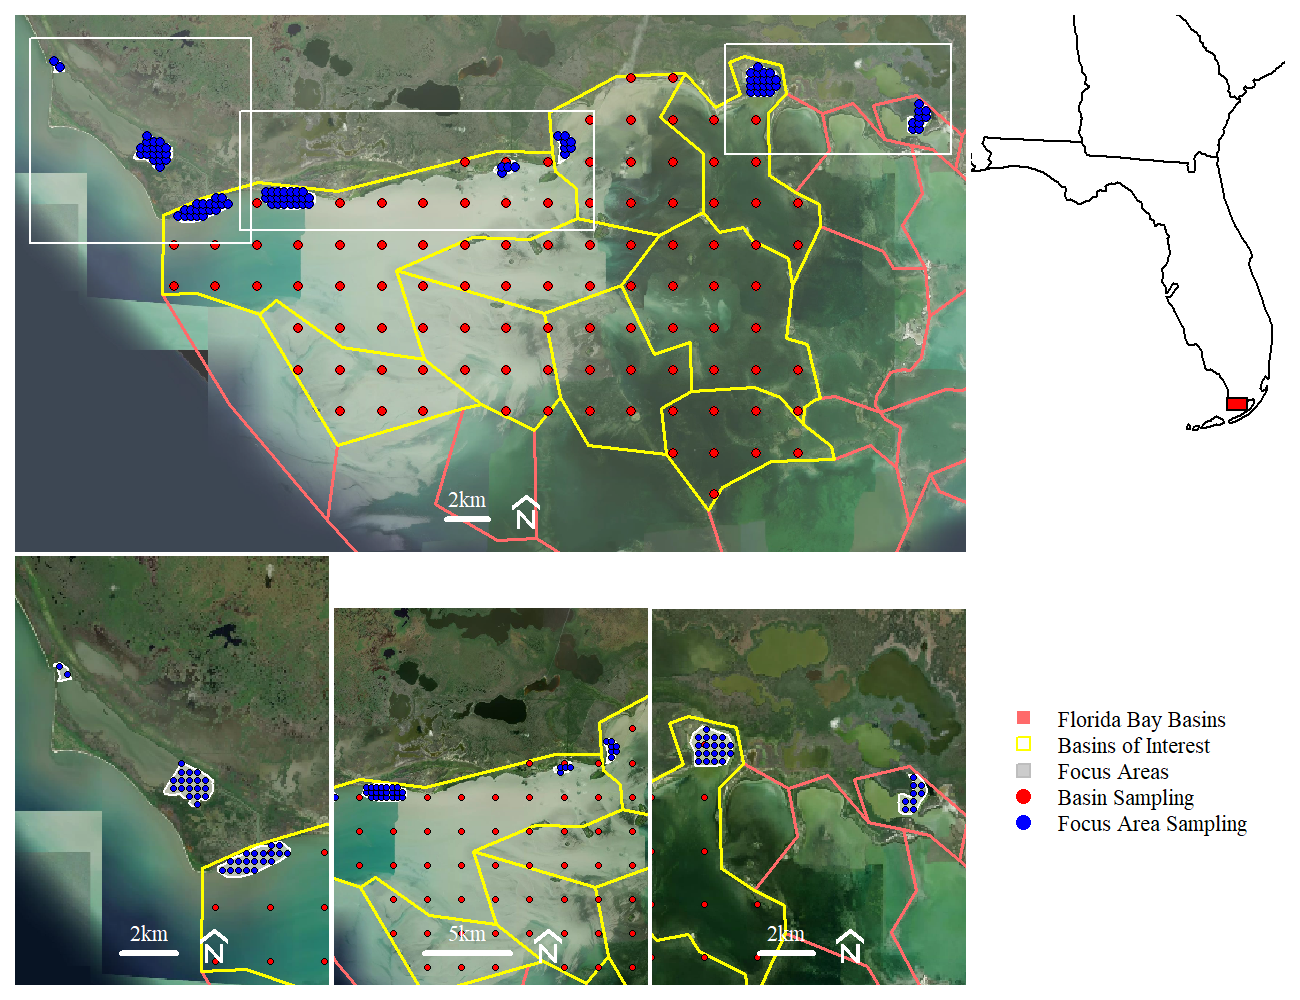 2km
N
2km
N
5km
N
2km
N
Florida Bay Basins
Basins of Interest
Focus Areas
Basin Sampling
Focus Area Sampling